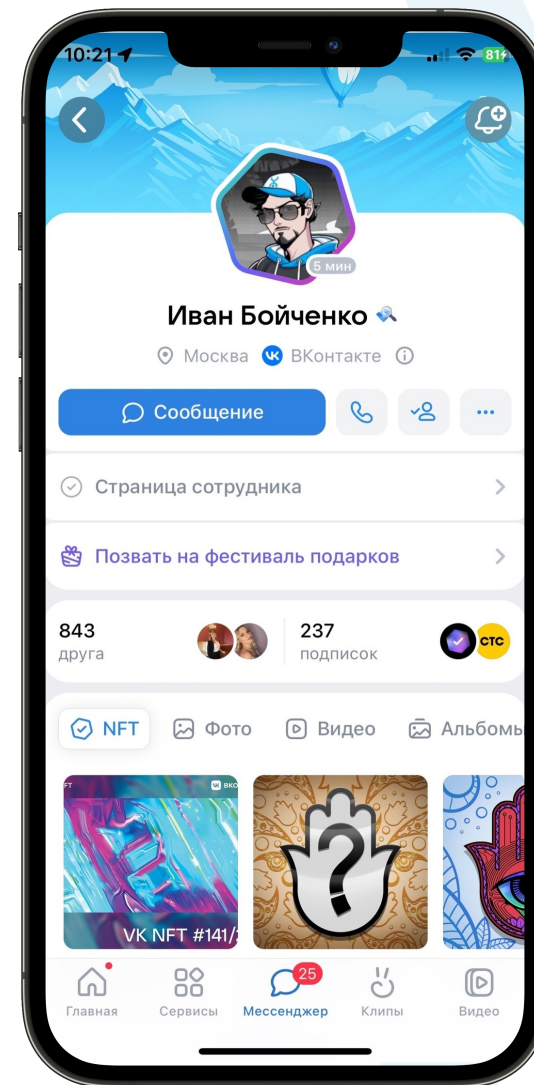 10:21
81
5 мин
Иван Бойченко
Москва
ВКонтакте
Сообщение
Страница сотрудника
Позвать на фестиваль подарков
843
друга
237
подписок
СТС
NFT
Фото
Видео
Альбомы
VK NFT #141/
?
25
Главная
Сервисы
Мессенджер
Клипы
Видео